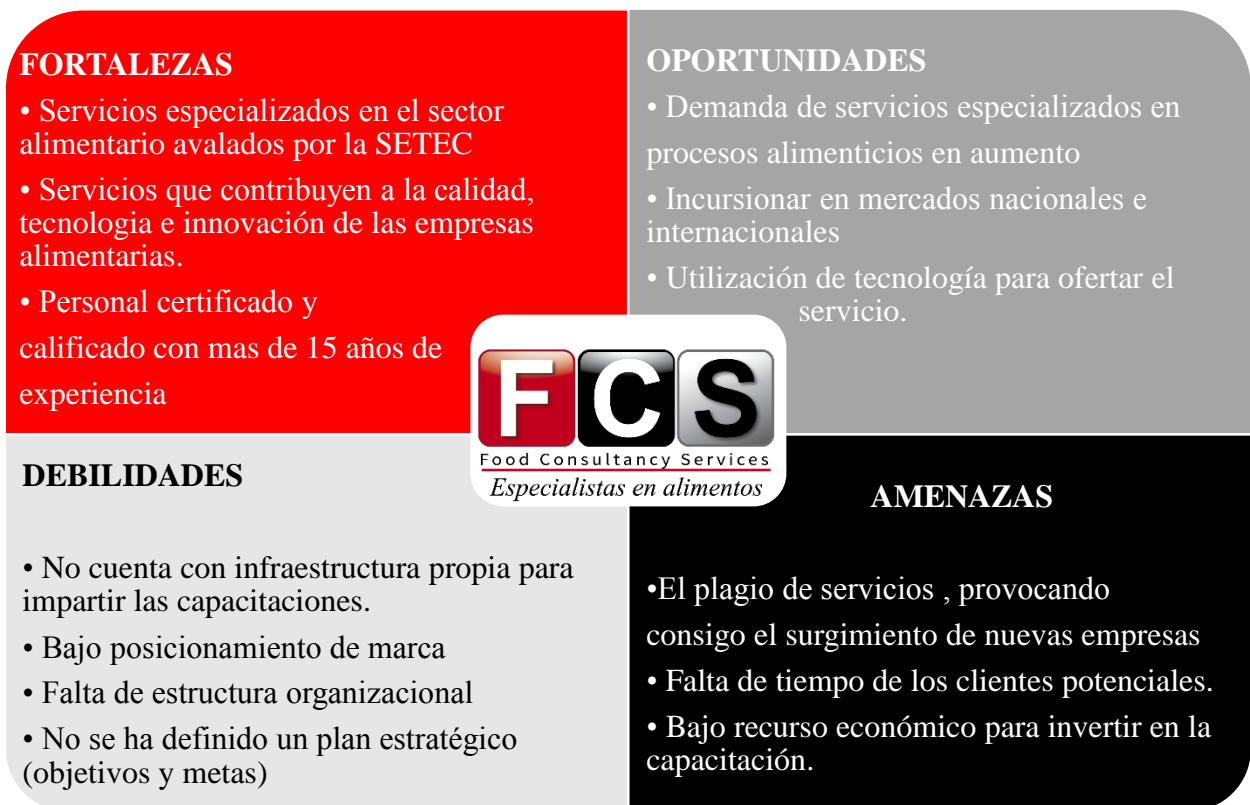 FORTALEZAS
• Servicios especializados en el sector
alimentario avalados por la SETEC
• Servicios que contribuyen a la calidad,
tecnologia e innovación de las empresas
alimentarias.
• Personal certificado y
calificado con mas de 15 años de
experiencia
OPORTUNIDADES
• Demanda de servicios especializados en
procesos alimenticios en aumento
• Incursionar en mercados nacionales e
internacionales
• Utilización de tecnología para ofertar el
servicio.
FCS
Food Consultancy Services
Especialistas en alimentos
DEBILIDADES
• No cuenta con infraestructura propia para
impartir las capacitaciones.
• Bajo posicionamiento de marca
• Falta de estructura organizacional
• No se ha definido un plan estratégico
(objetivos y metas)
AMENAZAS
•El plagio de servicios , provocando
consigo el surgimiento de nuevas empresas
• Falta de tiempo de los clientes potenciales.
• Bajo recurso económico para invertir en la
capacitación.